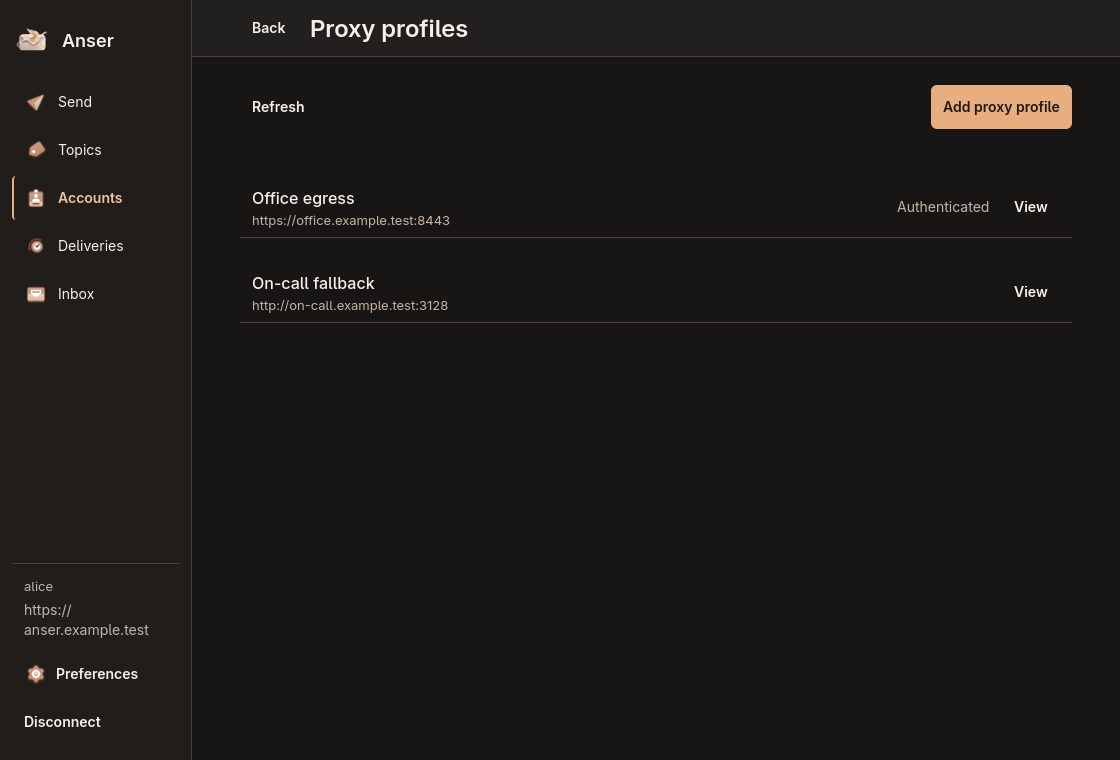 Anser
Send
Topics
Accounts
Deliveries
Inbox
alice
https://
anser.example.test
Preferences
Disconnect
Back
Proxy profiles
Refresh
Add proxy profile
Office egress
https://office.example.test:8443
Authenticated
View
On-call fallback
http://on-call.example.test:3128
View